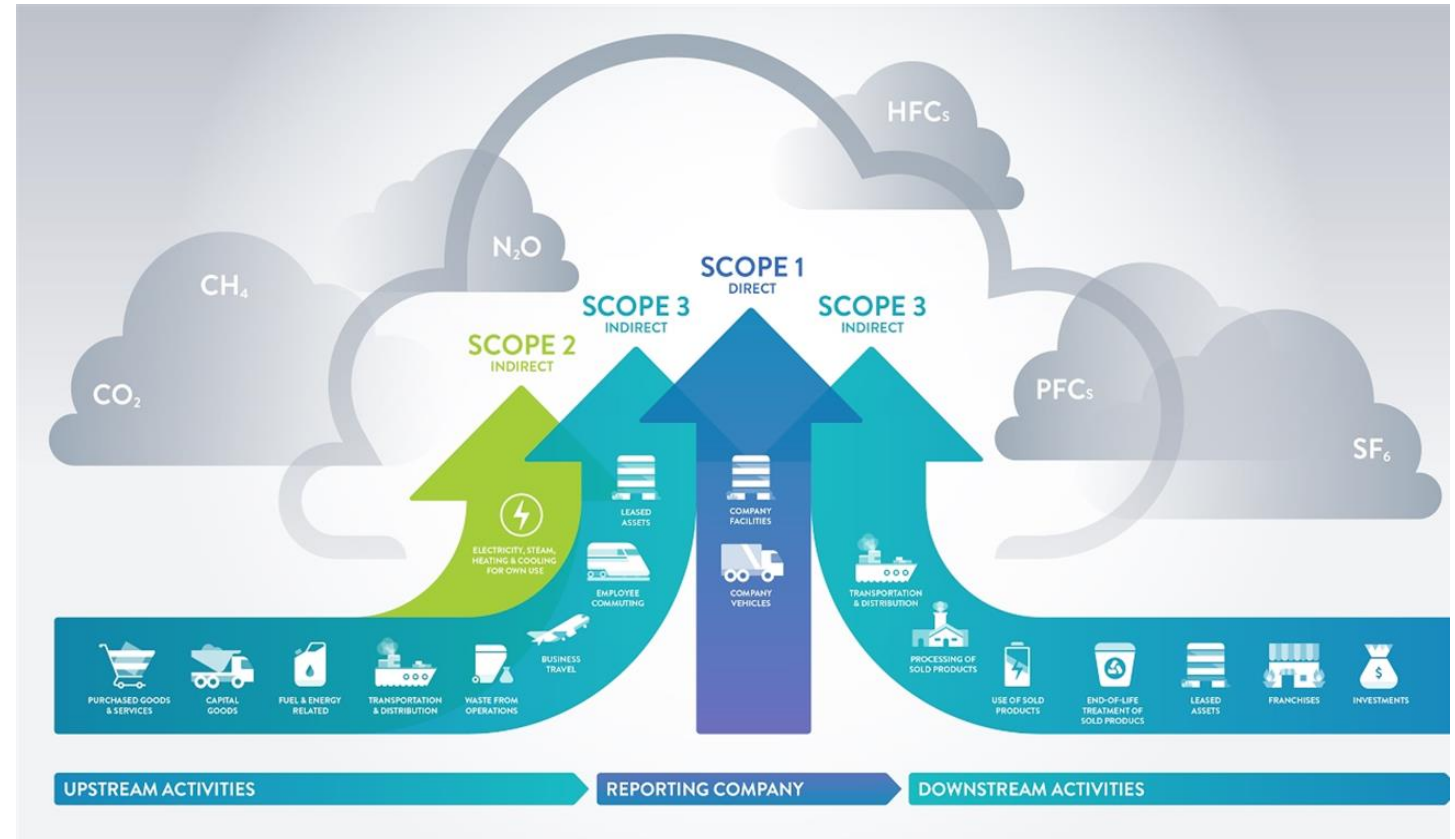 HFCs
N₂O
CH₄
CO₂
PFCs
SF₆
SCOPE 1
DIRECT
SCOPE 3
INDIRECT
SCOPE 3
INDIRECT
SCOPE 2
INDIRECT
ELECTRICITY, STEAM,
HEATING & COOLING
FOR OWN USE
LEASED
ASSETS
EMPLOYEE
COMMUTING
BUSINESS
TRAVEL
COMPANY
FACILITIES
COMPANY
VEHICLES
TRANSPORTATION
& DISTRIBUTION
PROCESSING OF
SOLD PRODUCTS
PURCHASED GOODS
& SERVICES
CAPITAL
GOODS
FUEL & ENERGY
RELATED
TRANSPORTATION
& DISTRIBUTION
WASTE FROM
OPERATIONS
USE OF SOLD
PRODUCTS
END-OF-LIFE
TREATMENT OF
SOLD PRODUCS
LEASED
ASSETS
FRANCHISES
INVESTMENTS
$
UPSTREAM ACTIVITIES
REPORTING COMPANY
DOWNSTREAM ACTIVITIES